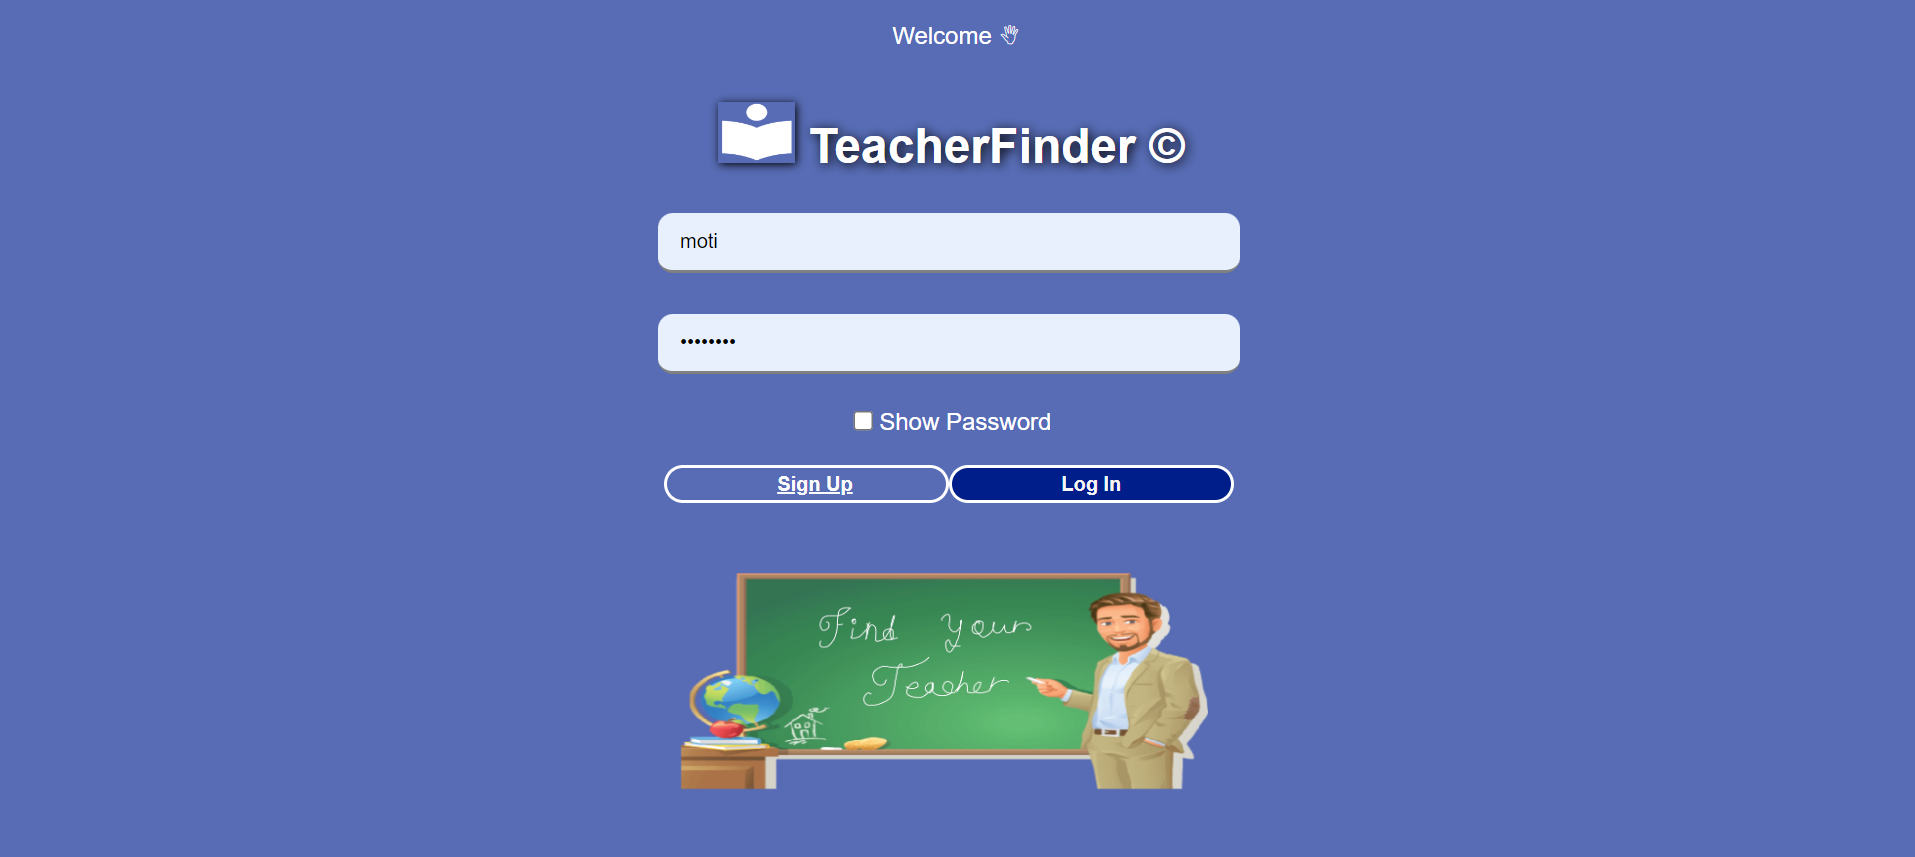 Welcome 👋
TeacherFinder ©
moti
••••••••
Show Password
Sign Up
Log In
Find Your
Teacher